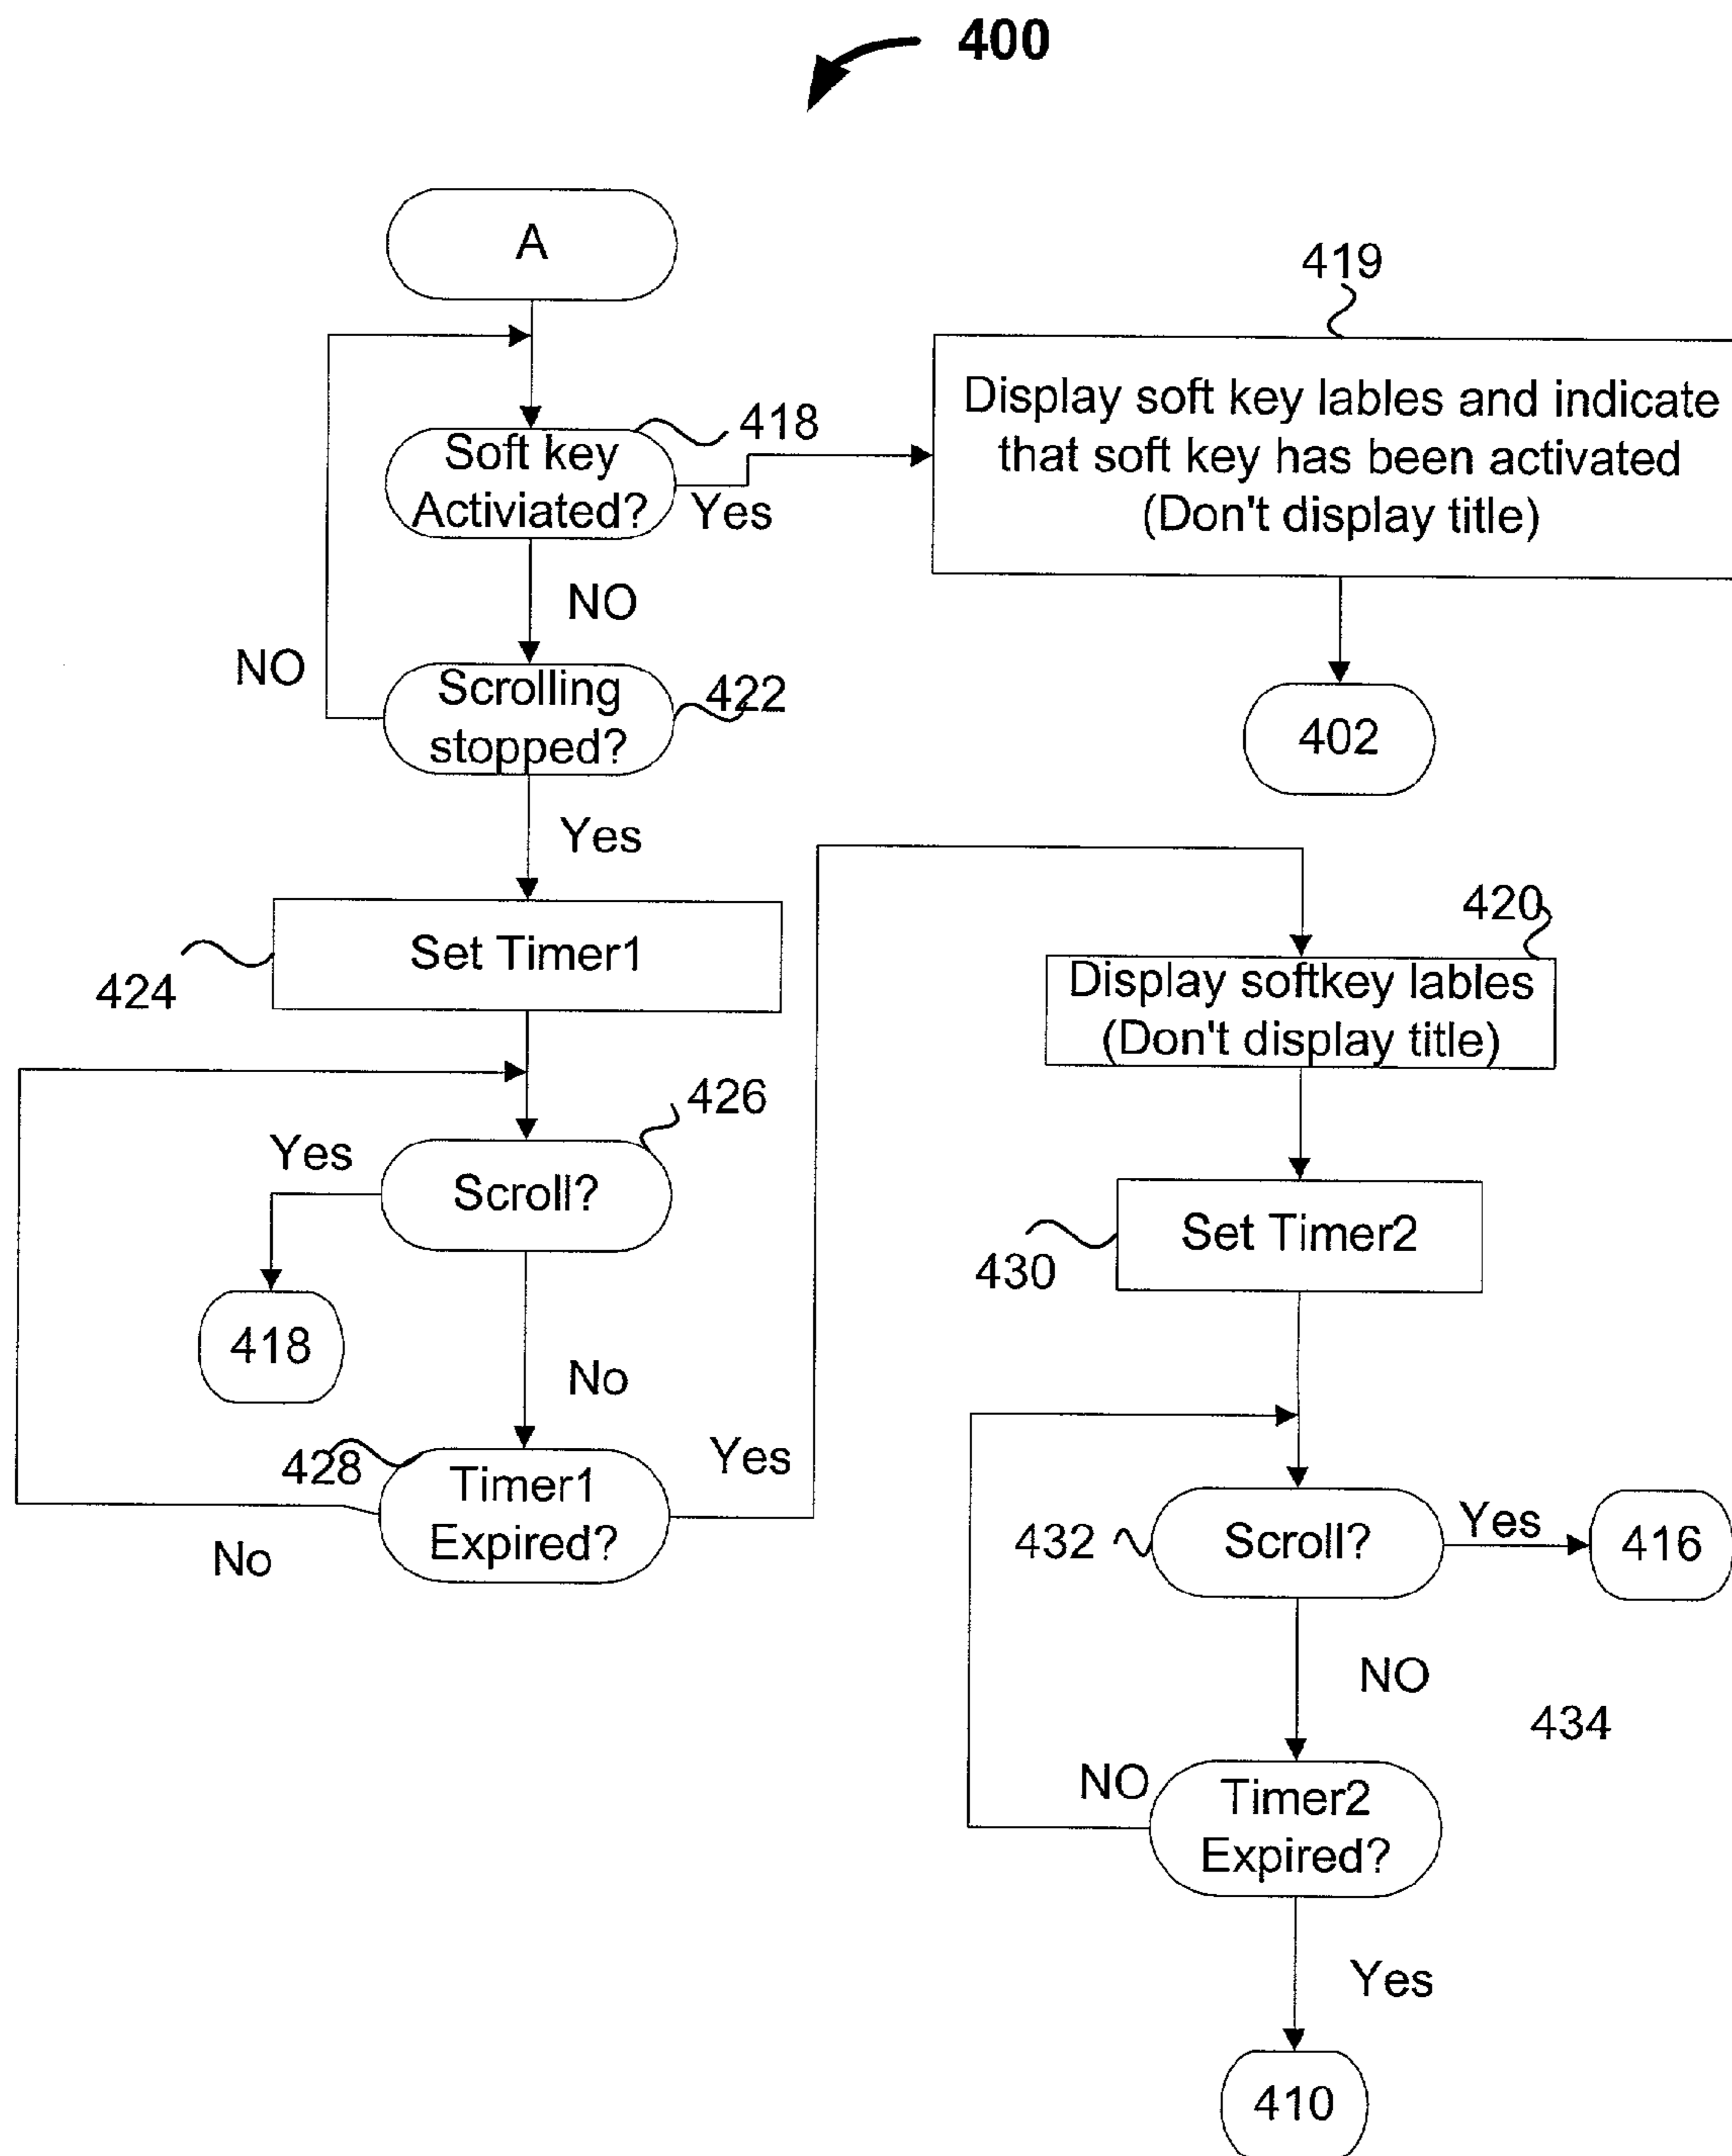 400
A
419
Display soft key lables and indicate
that soft key has been activated
(Don't display title)
418
Soft key
Activiated?
Yes
NO
402
NO
Scrolling
stopped?
422
Yes
Set Timer1
424
420
Display softkey lables
(Don't display title)
426
Yes
Scroll?
418
No
Set Timer2
430
428
Timer1
Expired?
Yes
No
432
Scroll?
Yes
416
NO
434
NO
Timer2
Expired?
Yes
410